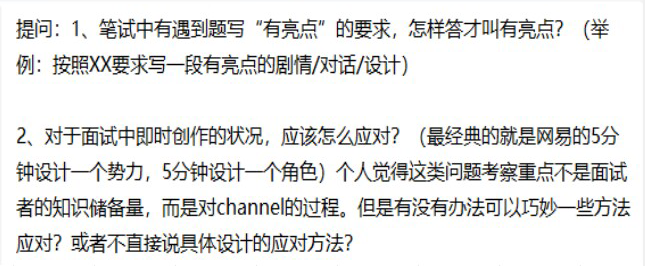 提问：1、笔试中有遇到题写“有亮点”的要求，怎样答才叫有亮点？（举
例：按照XX要求写一段有亮点的剧情/对话/设计）
2、对于面试中即时创作的状况，应该怎么应对？（最经典的就是网易的5分
钟设计一个势力，5分钟设计一个角色）个人觉得这类问题考察重点不是面试
者的知识储备量，而是对channel的过程。但是有没有办法可以巧妙一些方法
应对？或者不直接说具体设计的应对方法？